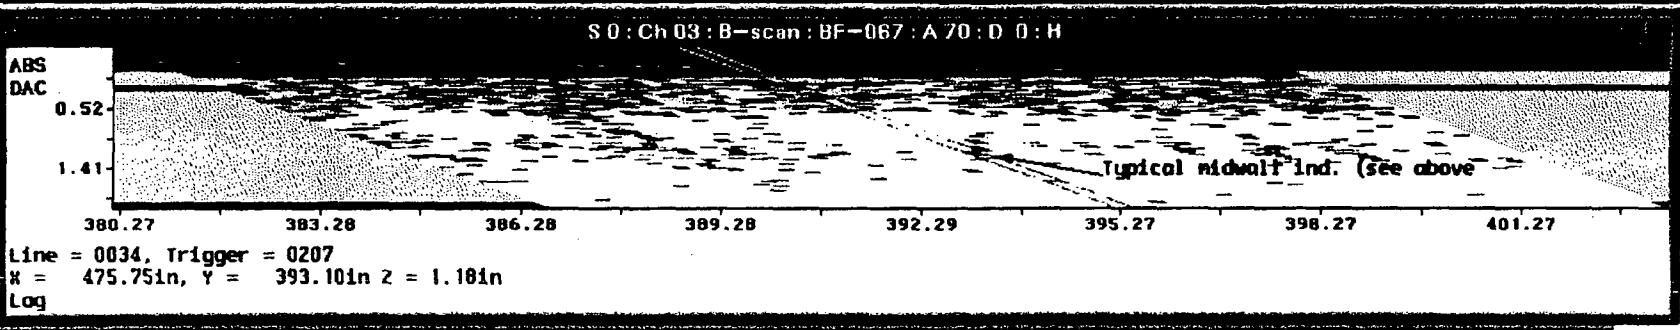 S 0 : Ch 03 : B-scan : BF-067 : A 70 : D 0 : H
ABS
DAC
0.52
1.41
Typical midwall Ind. (see above
380.27 383.28 386.28 389.28 392.29 395.27 398.27 401.27
Line = 0034, Trigger = 0207
X = 475.75in, Y = 393.10in Z = 1.18in
Log